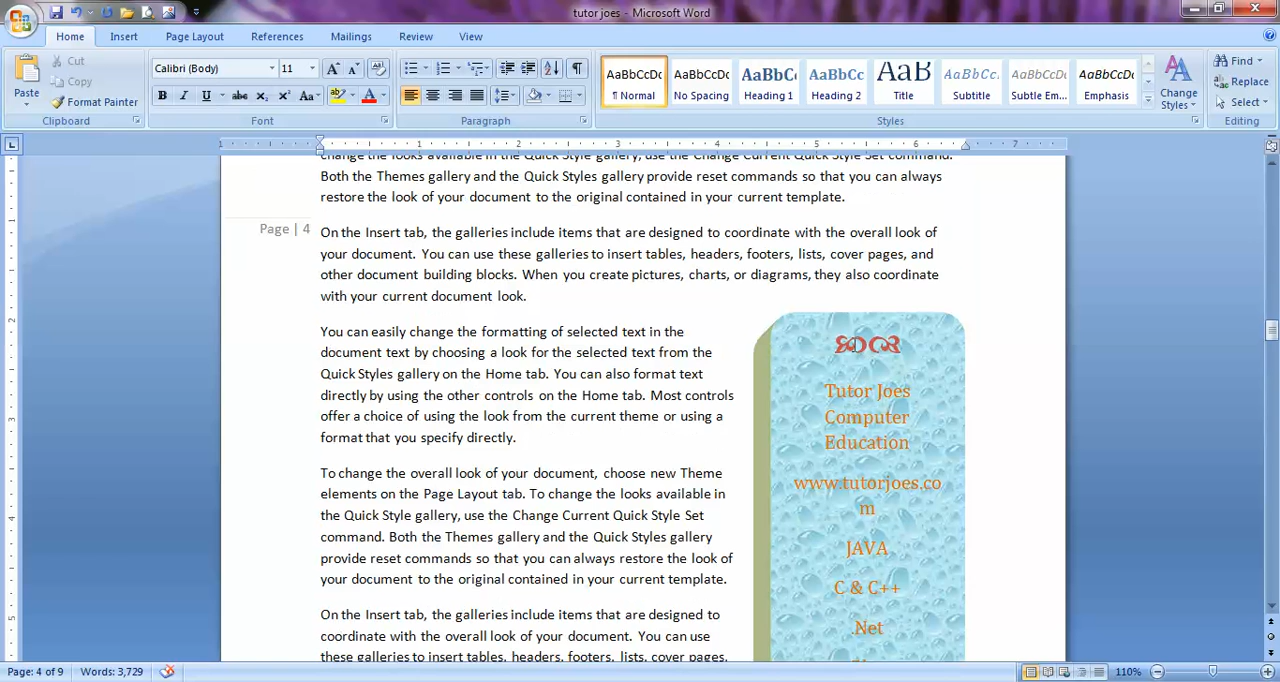 tutor joes - Microsoft Word
Home Insert Page Layout References Mailings Review View
Paste
Cut
Copy
Format Painter
Clipboard
Calibri (Body) 11
Font
Paragraph
AaBbCcDc AaBbCcDc AaBbCc AaBbCc AaB AaBbCc. AaBbCcDc AaBbCcDc
¶ Normal No Spacing Heading 1 Heading 2 Title Subtitle Subtle Em... Emphasis
Change
Styles
Styles
Find
Replace
Select
Editing
change the looks available in the Quick Style gallery, use the Change Current Quick Style Set command.
Both the Themes gallery and the Quick Styles gallery provide reset commands so that you can always
restore the look of your document to the original contained in your current template.
Page | 4
On the Insert tab, the galleries include items that are designed to coordinate with the overall look of
your document. You can use these galleries to insert tables, headers, footers, lists, cover pages, and
other document building blocks. When you create pictures, charts, or diagrams, they also coordinate
with your current document look.
You can easily change the formatting of selected text in the
document text by choosing a look for the selected text from the
Quick Styles gallery on the Home tab. You can also format text
directly by using the other controls on the Home tab. Most controls
offer a choice of using the look from the current theme or using a
format that you specify directly.
To change the overall look of your document, choose new Theme
elements on the Page Layout tab. To change the looks available in
the Quick Style gallery, use the Change Current Quick Style Set
command. Both the Themes gallery and the Quick Styles gallery
provide reset commands so that you can always restore the look of
your document to the original contained in your current template.
On the Insert tab, the galleries include items that are designed to
coordinate with the overall look of your document. You can use
these galleries to insert tables, headers, footers, lists, cover pages,
Tutor Joes
Computer
Education
www.tutorjoes.co
m
JAVA
C & C++
.Net
Page: 4 of 9 Words: 3,729 110%